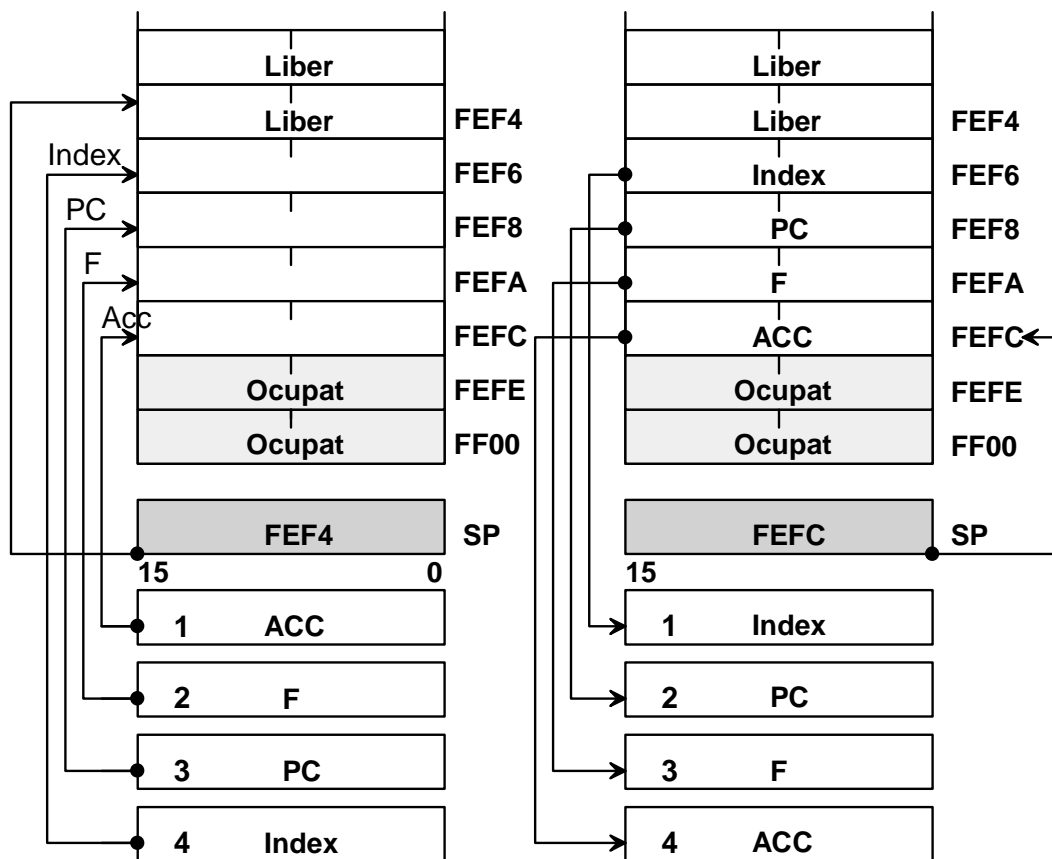 Liber Liber
Liber FEF4 Liber FEF4
Index FEF6 Index FEF6
PC FEF8 PC FEF8
F FEFA F FEFA
Acc FEFC ACC FEFC
Ocupat FEFE Ocupat FEFE
Ocupat FF00 Ocupat FF00
FEF4 SP FEFC SP
15 0 15
1 ACC 1 Index
2 F 2 PC
3 PC 3 F
4 Index 4 ACC